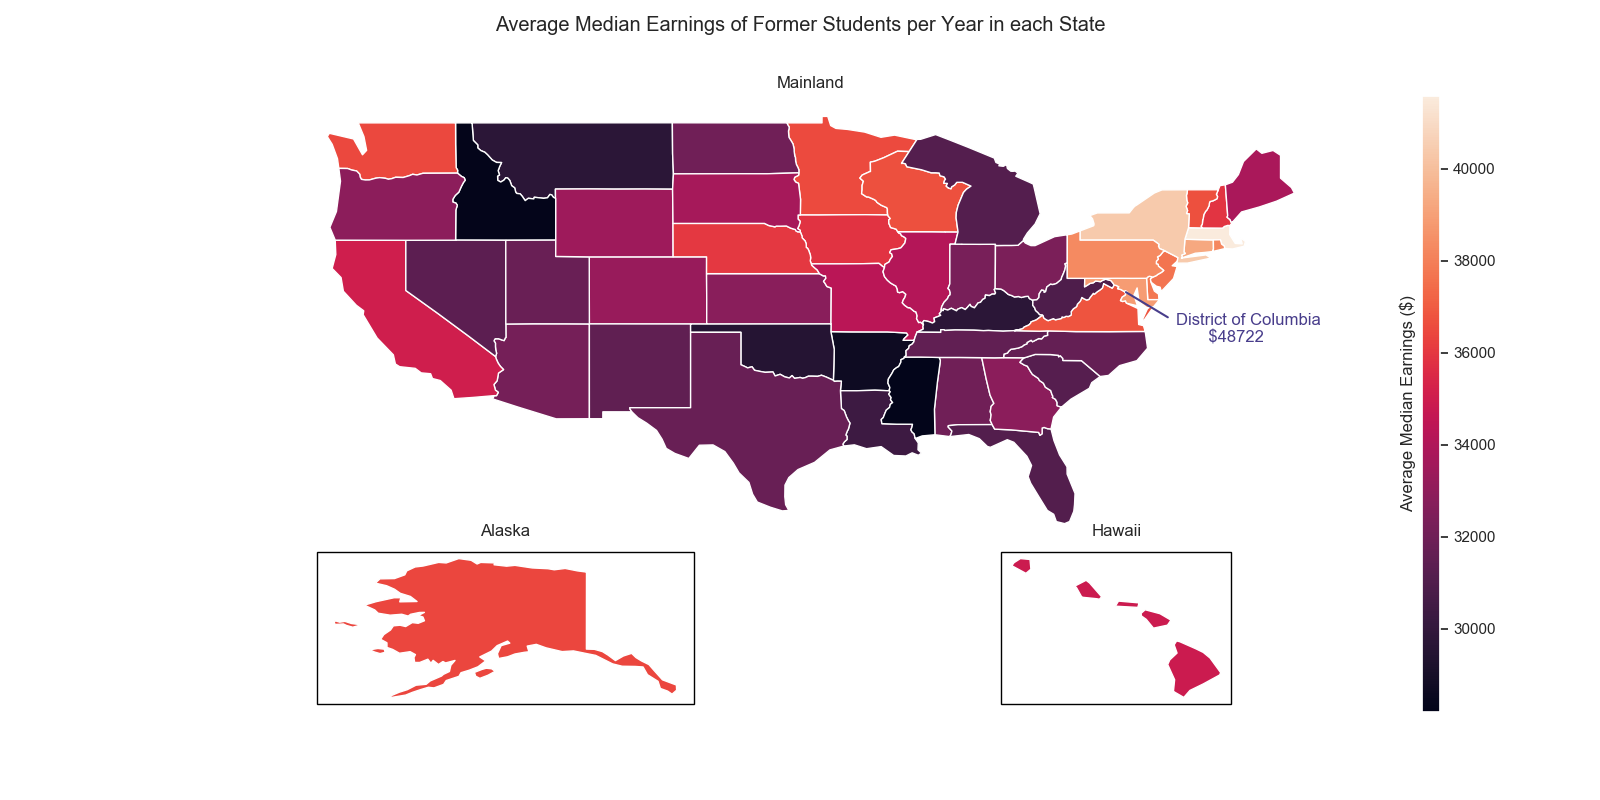 Average Median Earnings of Former Students per Year in each State
Mainland
District of Columbia
$48722
Alaska
Hawaii
Average Median Earnings ($)
40000
38000
36000
34000
32000
30000